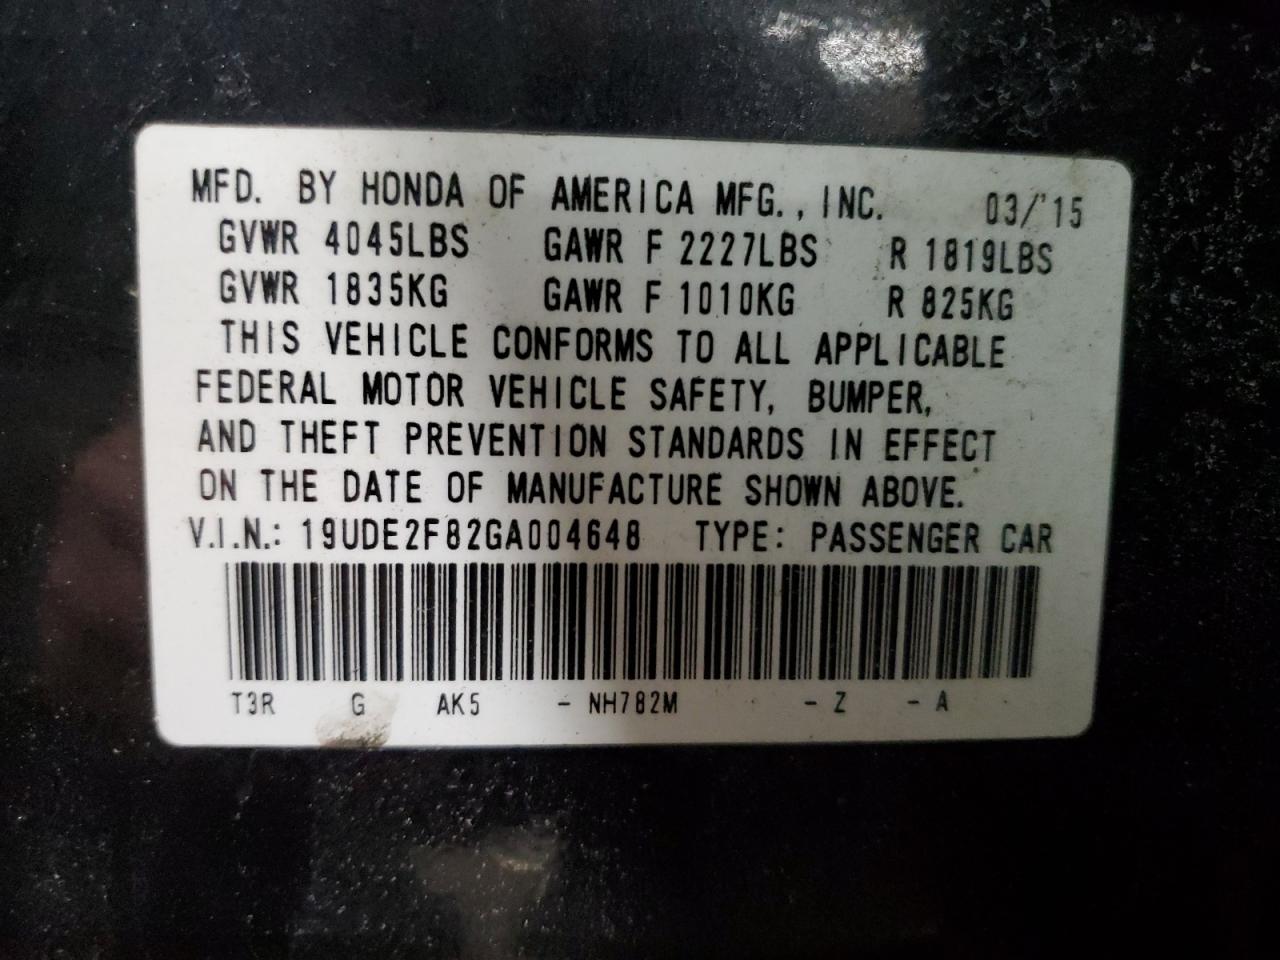 MFD. BY HONDA OF AMERICA MFG., INC. 03/'15
GVWR 4045LBS GAWR F 2227LBS R 1819LBS
GVWR 1835KG GAWR F 1010KG R 825KG
THIS VEHICLE CONFORMS TO ALL APPLICABLE
FEDERAL MOTOR VEHICLE SAFETY, BUMPER,
AND THEFT PREVENTION STANDARDS IN EFFECT
ON THE DATE OF MANUFACTURE SHOWN ABOVE.
V.I.N.: 19UDE2F82GA004648 TYPE: PASSENGER CAR
T3R G AK5 - NH782M - Z - A